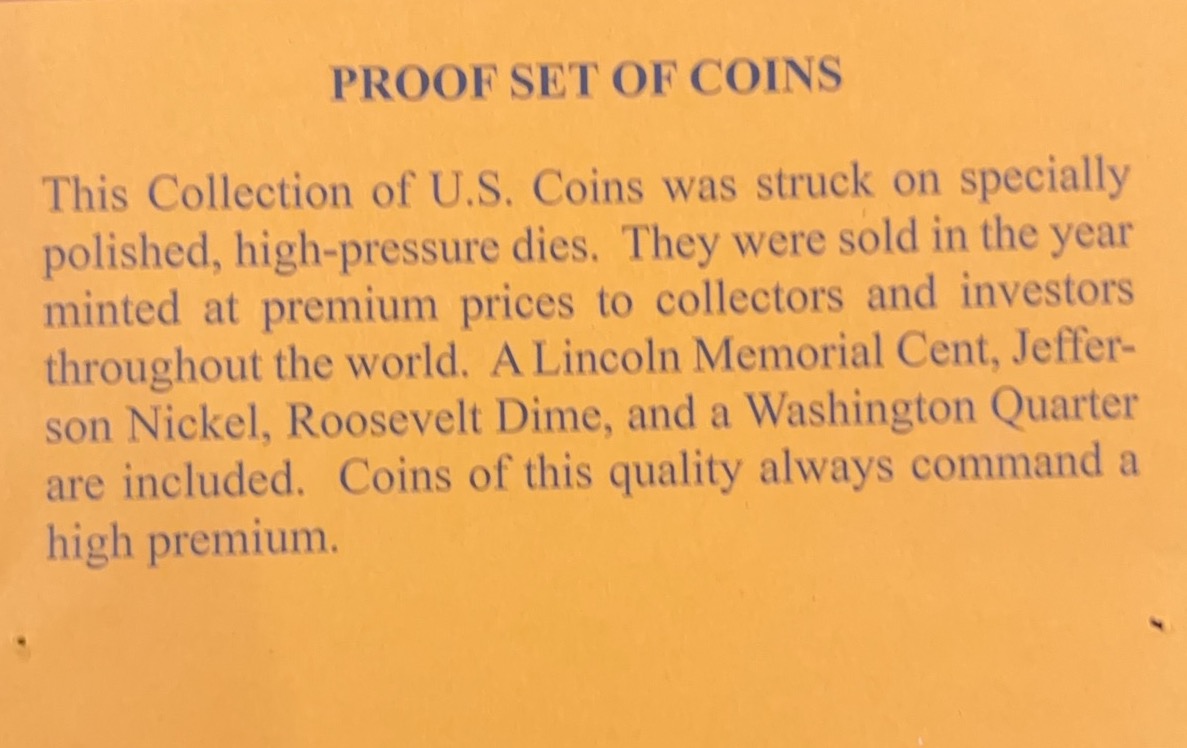 PROOF SET OF COINS
This Collection of U.S. Coins was struck on specially
polished, high-pressure dies. They were sold in the year
minted at premium prices to collectors and investors
throughout the world. A Lincoln Memorial Cent, Jeffer-
son Nickel, Roosevelt Dime, and a Washington Quarter
are included. Coins of this quality always command a
high premium.